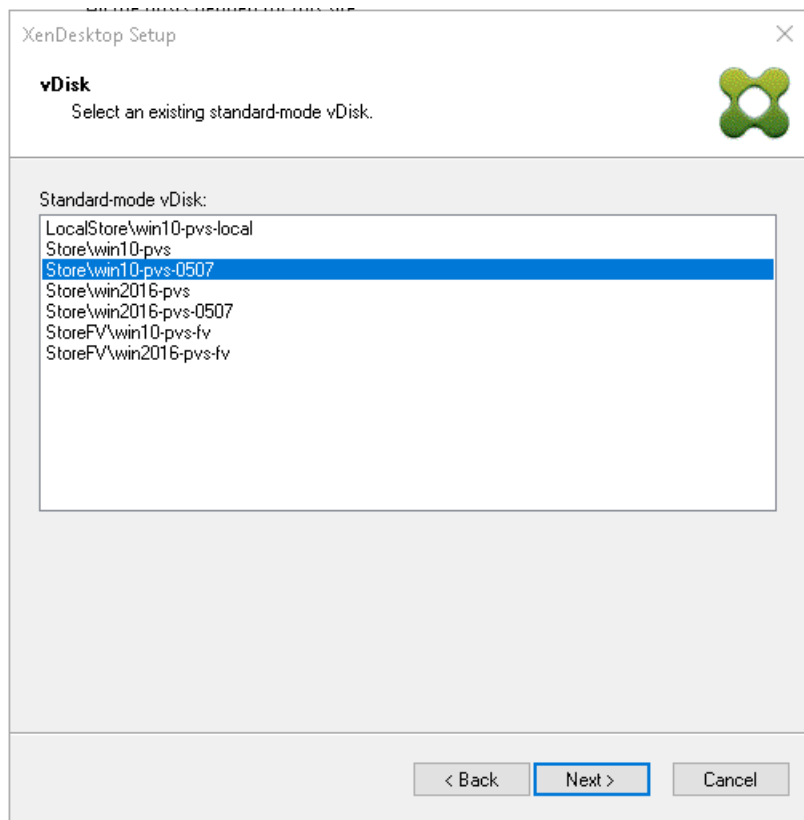 XenDesktop Setup
vDisk
Select an existing standard-mode vDisk.
Standard-mode vDisk:
LocalStore\win10-pvs-local
Store\win10-pvs
Store\win10-pvs-0507
Store\win2016-pvs
Store\win2016-pvs-0507
StoreFV\win10-pvs-fv
StoreFV\win2016-pvs-fv
< Back
Next >
Cancel